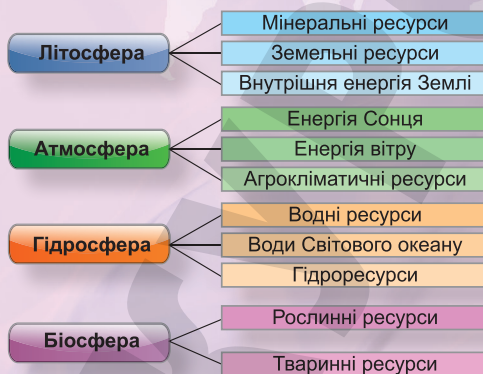 Літосфера
Мінеральні ресурси
Земельні ресурси
Внутрішня енергія Землі
Атмосфера
Енергія Сонця
Енергія вітру
Агрокліматичні ресурси
Гідросфера
Водні ресурси
Води Світового океану
Гідроресурси
Біосфера
Рослинні ресурси
Тваринні ресурси